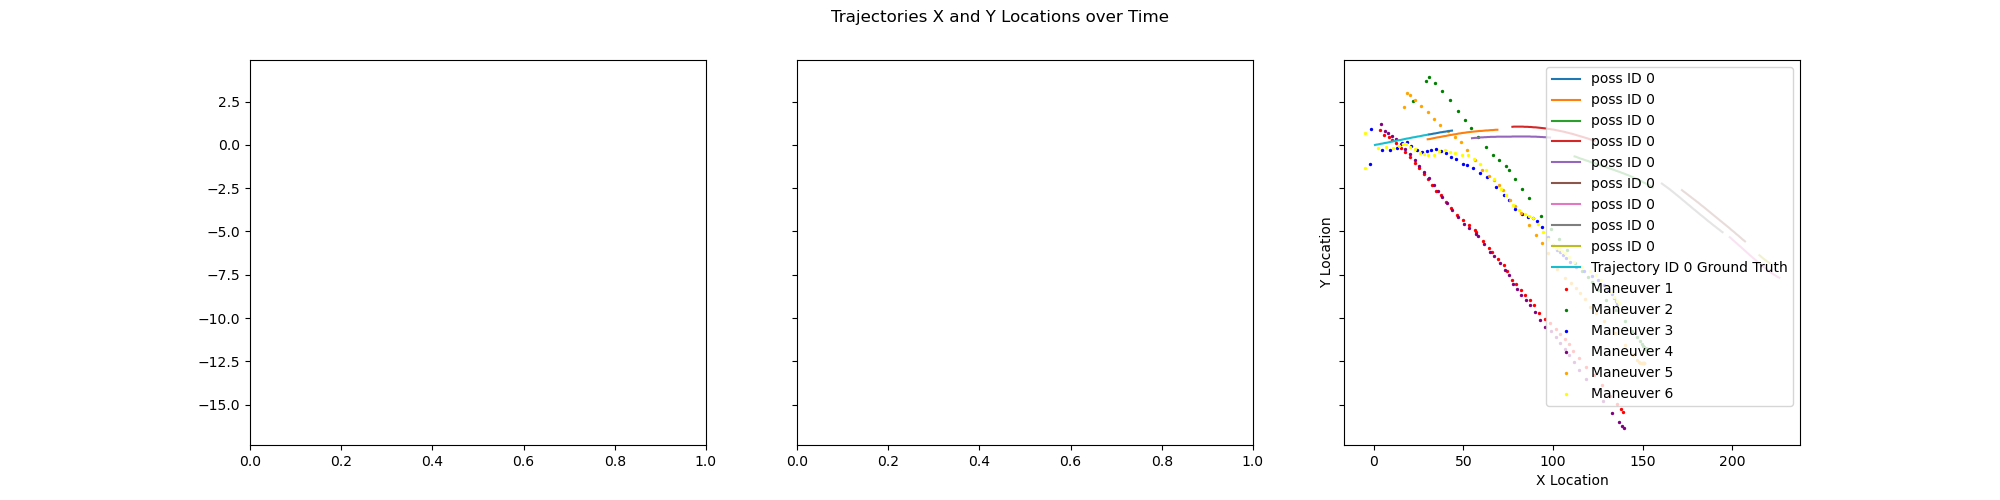 Trajectories X and Y Locations over Time
2.5
0.0
−2.5
−5.0
−7.5
−10.0
−12.5
−15.0
0.0 0.2 0.4 0.6 0.8 1.0
0.0 0.2 0.4 0.6 0.8 1.0
Y Location
poss ID 0
poss ID 0
poss ID 0
poss ID 0
poss ID 0
poss ID 0
poss ID 0
poss ID 0
poss ID 0
Trajectory ID 0 Ground Truth
Maneuver 1
Maneuver 2
Maneuver 3
Maneuver 4
Maneuver 5
Maneuver 6
0 50 100 150 200
X Location